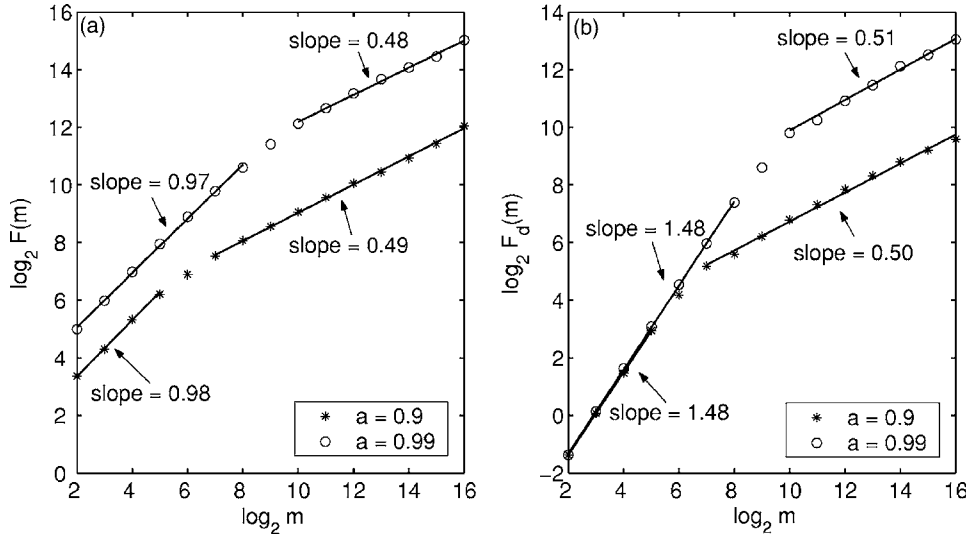 (a)
16
14
12
10
8
6
4
2
0
log₂ F(m)
slope = 0.48
slope = 0.97
slope = 0.49
slope = 0.98
* a = 0.9
○ a = 0.99
2 4 6 8 10 12 14 16
log₂ m
(b)
14
12
10
8
6
4
2
0
−2
log₂ F_d(m)
slope = 0.51
slope = 1.48
slope = 0.50
slope = 1.48
* a = 0.9
○ a = 0.99
2 4 6 8 10 12 14 16
log₂ m